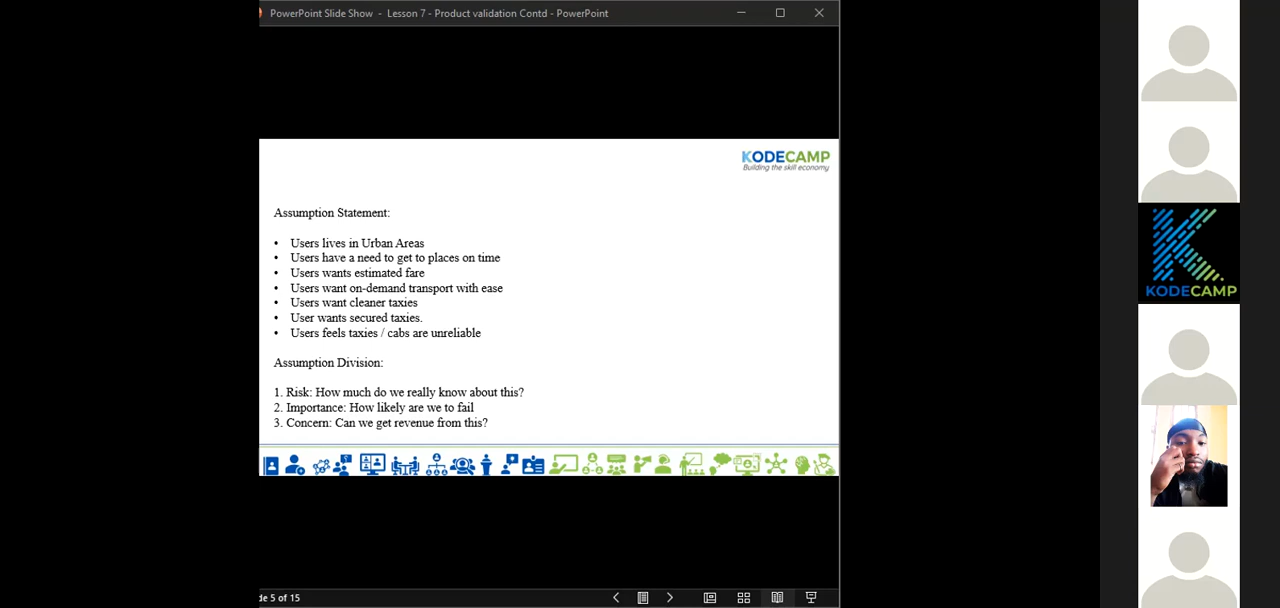 PowerPoint Slide Show - Lesson 7 - Product validation Contd - PowerPoint
KODECAMP
Building the skill economy
Assumption Statement:
• Users lives in Urban Areas
• Users have a need to get to places on time
• Users wants estimated fare
• Users want on-demand transport with ease
• Users want cleaner taxies
• User wants secured taxies.
• Users feels taxies / cabs are unreliable
Assumption Division:
1. Risk: How much do we really know about this?
2. Importance: How likely are we to fail
3. Concern: Can we get revenue from this?
de 5 of 15
KODECAMP